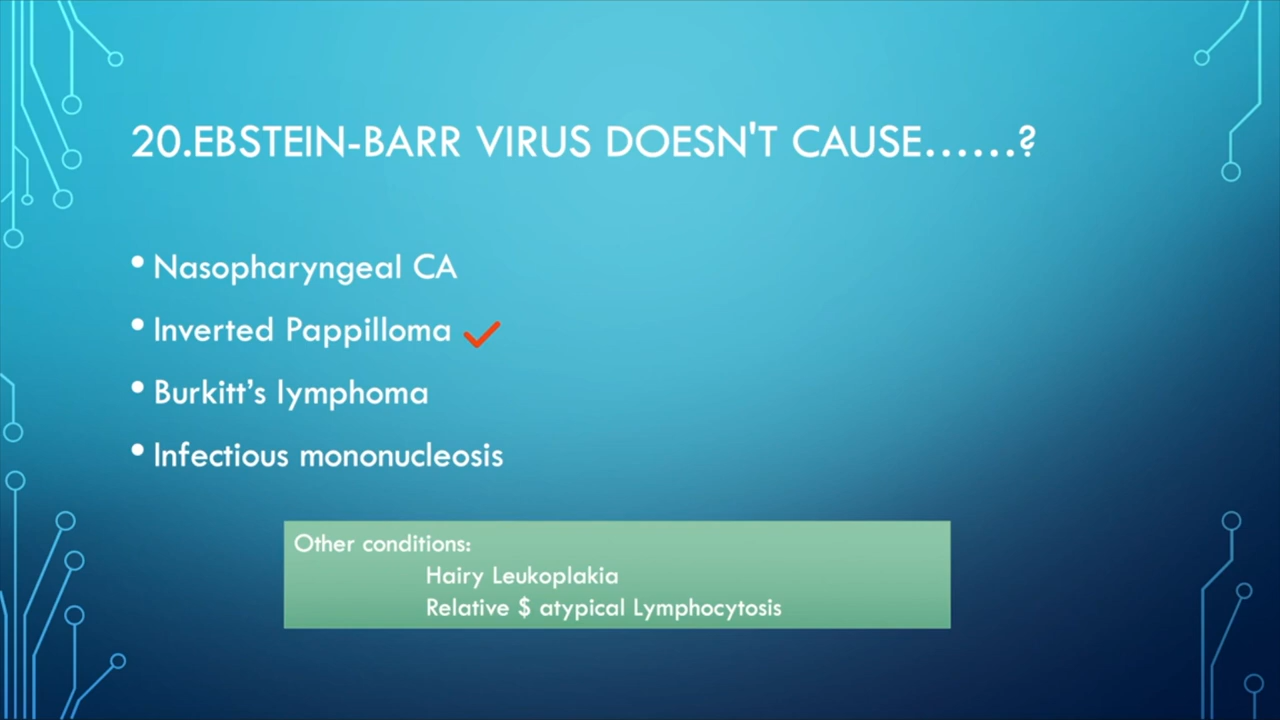 20.EBSTEIN-BARR VIRUS DOESN'T CAUSE......?
• Nasopharyngeal CA
• Inverted Pappilloma
• Burkitt’s lymphoma
• Infectious mononucleosis
Other conditions:
Hairy Leukoplakia
Relative $ atypical Lymphocytosis